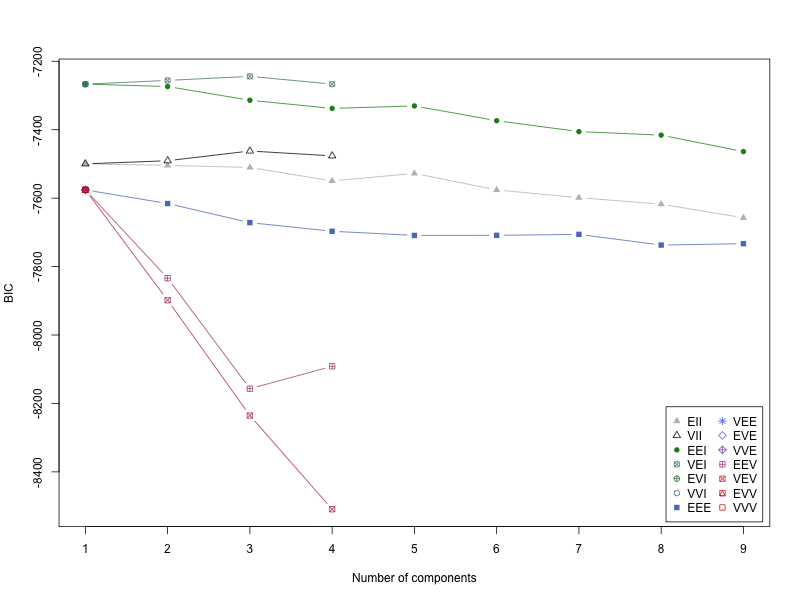 -7200
-7400
-7600
-7800
-8000
-8200
-8400
BIC
EII VEE
VII EVE
EEI VVE
VEI EEV
EVI VEV
VVI EVV
EEE VVV
1 2 3 4 5 6 7 8 9
Number of components